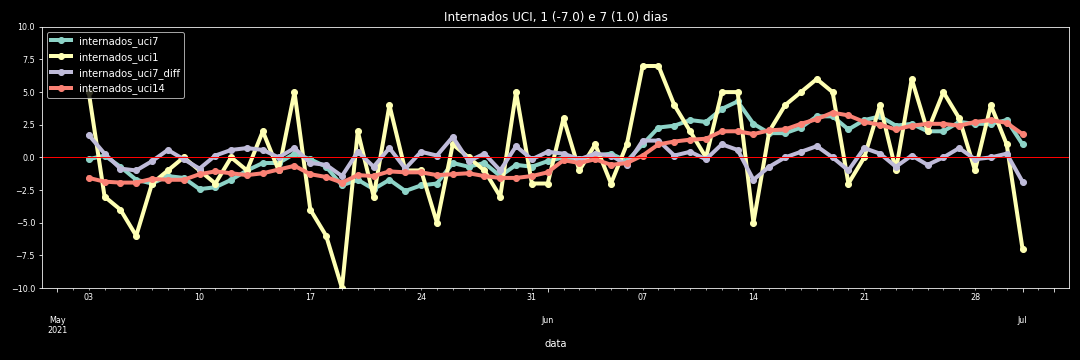 Internados UCI, 1 (-7.0) e 7 (1.0) dias
internados_uci7
internados_uci1
internados_uci7_diff
internados_uci14
10.0
7.5
5.0
2.5
0.0
−2.5
−5.0
−7.5
−10.0
03 10 17 24 31 07 14 21 28
May Jun Jul
2021
data